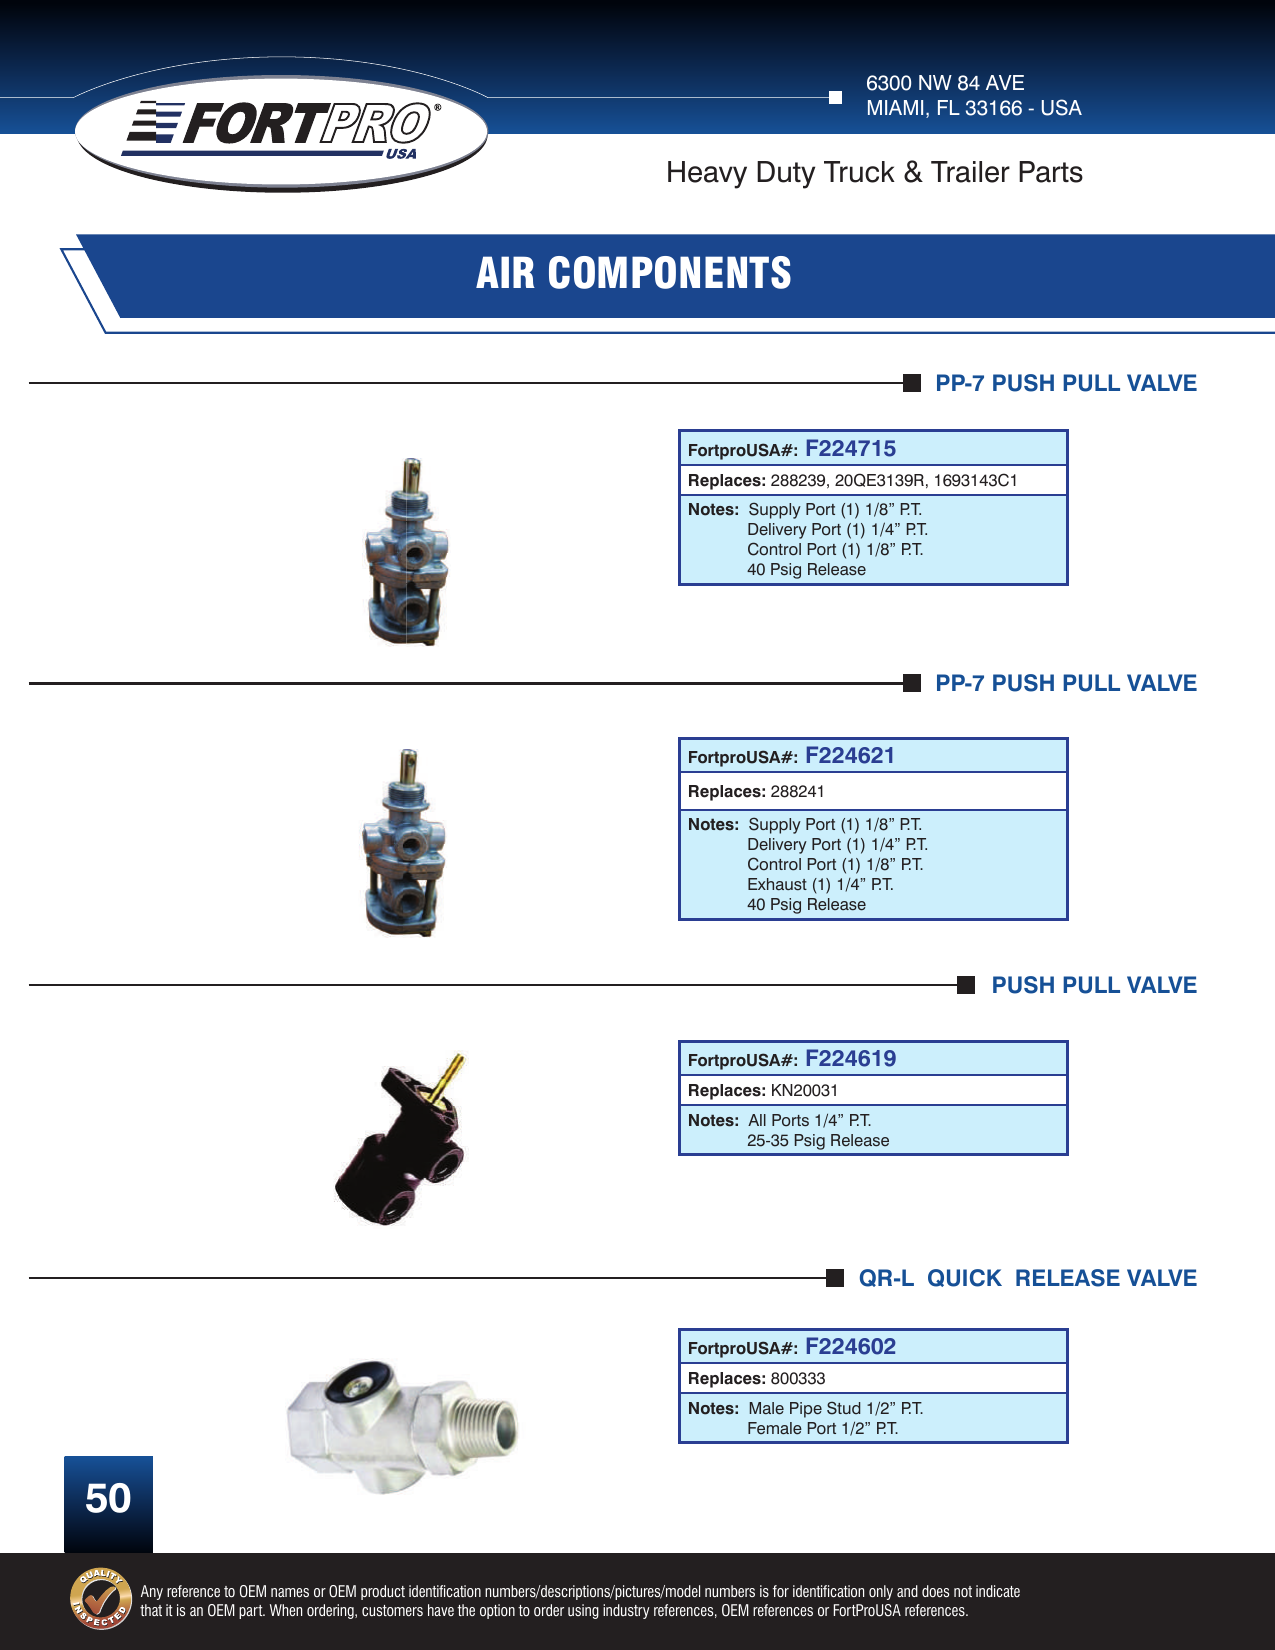 6300 NW 84 AVE
MIAMI, FL 33166 - USA
FORTPRO®
USA
Heavy Duty Truck & Trailer Parts
AIR COMPONENTS
PP-7 PUSH PULL VALVE
FortproUSA#: F224715
Replaces: 288239, 20QE3139R, 1693143C1
Notes: Supply Port (1) 1/8” P.T.
Delivery Port (1) 1/4” P.T.
Control Port (1) 1/8” P.T.
40 Psig Release
PP-7 PUSH PULL VALVE
FortproUSA#: F224621
Replaces: 288241
Notes: Supply Port (1) 1/8” P.T.
Delivery Port (1) 1/4” P.T.
Control Port (1) 1/8” P.T.
Exhaust (1) 1/4” P.T.
40 Psig Release
PUSH PULL VALVE
FortproUSA#: F224619
Replaces: KN20031
Notes: All Ports 1/4” P.T.
25-35 Psig Release
QR-L QUICK RELEASE VALVE
FortproUSA#: F224602
Replaces: 800333
Notes: Male Pipe Stud 1/2” P.T.
Female Port 1/2” P.T.
50
QUALITY
INSPECTED
Any reference to OEM names or OEM product identification numbers/descriptions/pictures/model numbers is for identification only and does not indicate
that it is an OEM part. When ordering, customers have the option to order using industry references, OEM references or FortProUSA references.